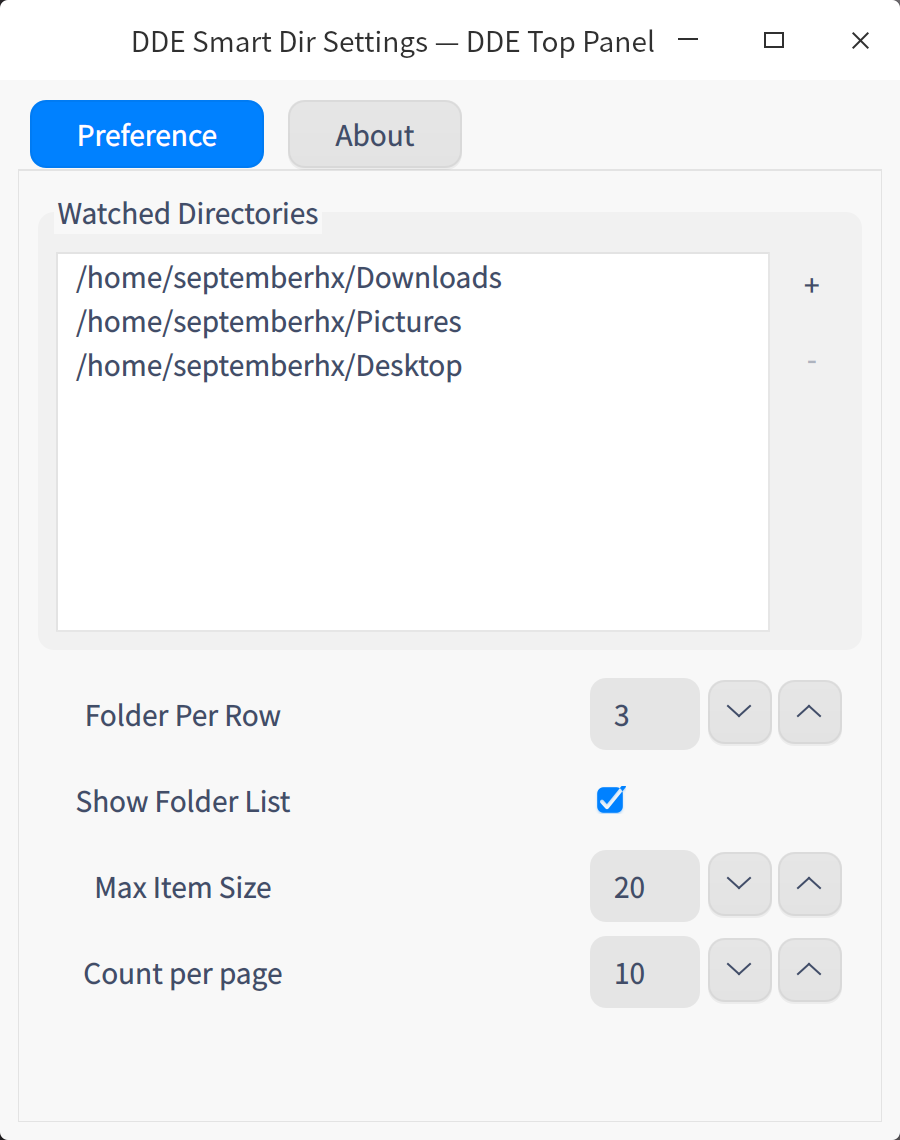 DDE Smart Dir Settings — DDE Top Panel
Preference
About
Watched Directories
/home/septemberhx/Downloads
/home/septemberhx/Pictures
/home/septemberhx/Desktop
+
-
Folder Per Row
3
Show Folder List
Max Item Size
20
Count per page
10